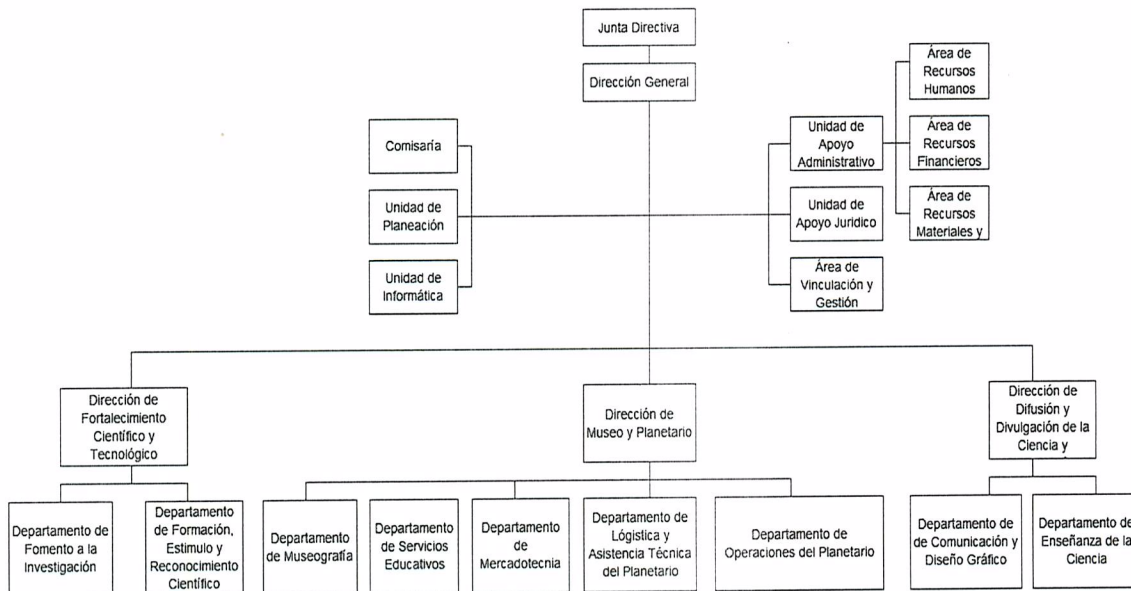 Junta Directiva
Dirección General
Comisaría
Unidad de
Planeación
Unidad de
Informática
Unidad de
Apoyo
Administrativo
Unidad de
Apoyo Juridico
Área de
Vinculación y
Gestión
Área de
Recursos
Humanos
Área de
Recursos
Financieros
Área de
Recursos
Materiales y
Dirección de
Fortalecimiento
Científico y
Tecnológico
Dirección de
Museo y Planetario
Dirección de
Difusión y
Divulgación de la
Ciencia y
Departamento de
Fomento a la
Investigación
Departamento
de Formación,
Estimulo y
Reconocimiento
Científico
Departamento
de Museografía
Departamento
de Servicios
Educativos
Departamento
de
Mercadotecnia
Departamento de
Lógistica y
Asistencia Técnica
del Planetario
Departamento de
Operaciones del Planetario
Departamento de
de Comunicación y
Diseño Gráfico
Departamento de
Enseñanza de la
Ciencia